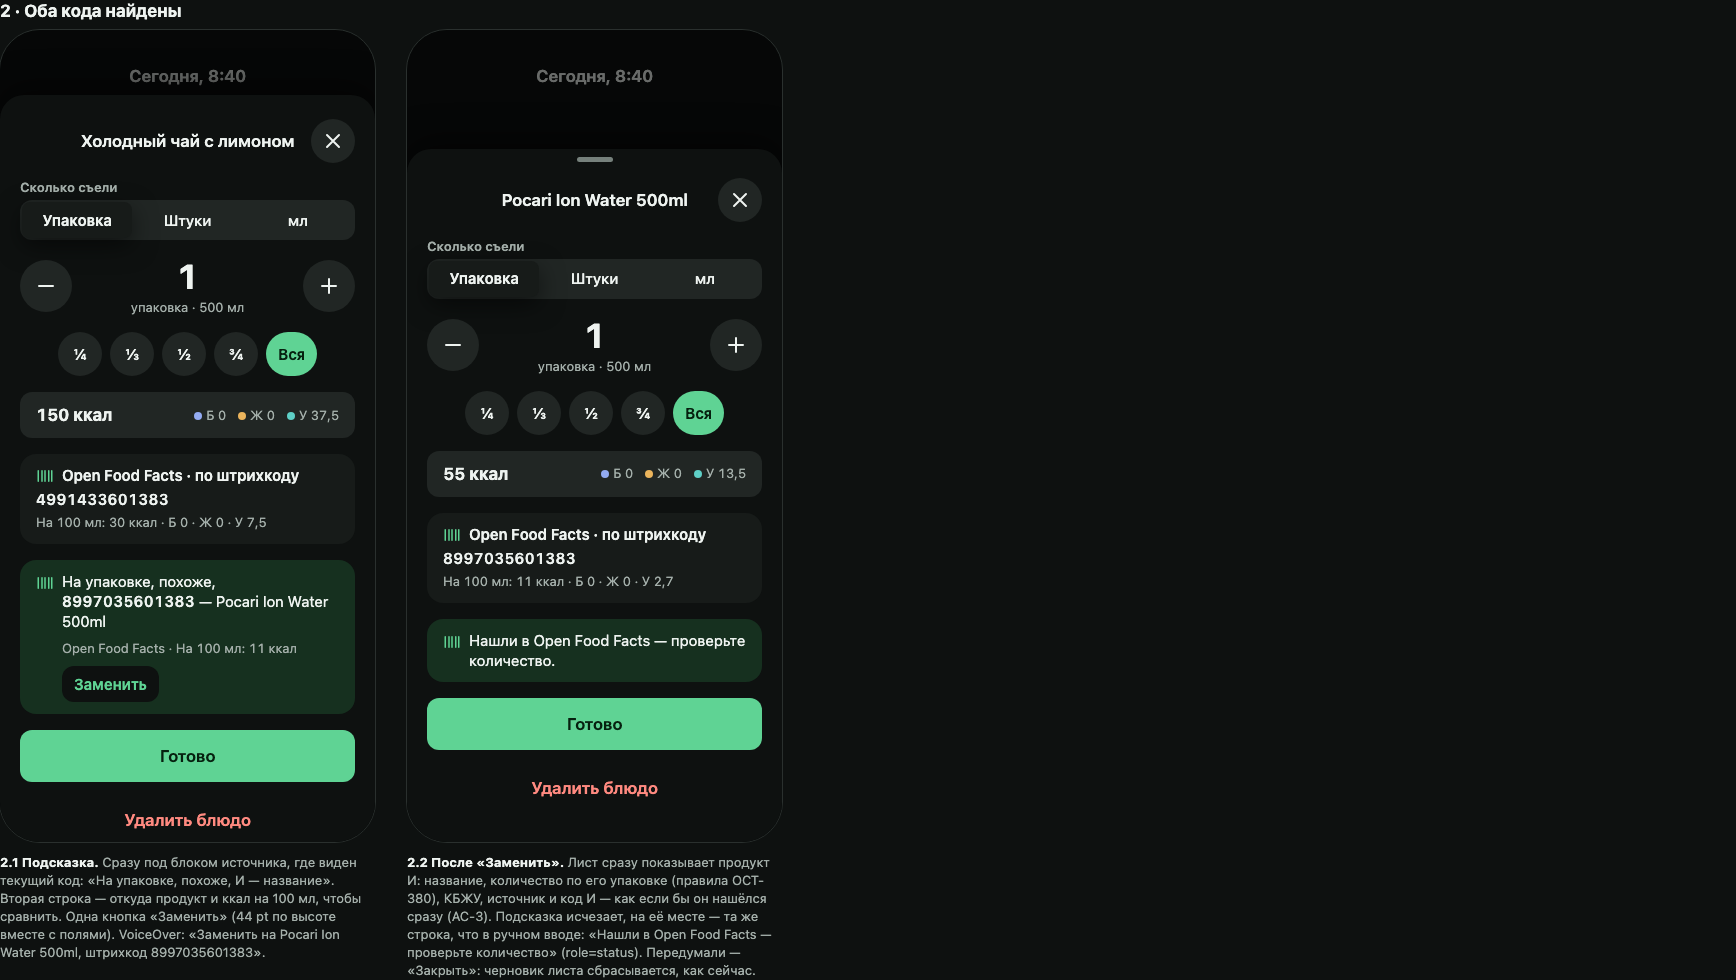 2 · Оба кода найдены
Сегодня, 8:40
Холодный чай с лимоном
Сколько съели
Упаковка Штуки мл
1
упаковка · 500 мл
¼ ⅓ ½ ¾ Вся
150 ккал Б 0 Ж 0 У 37,5
Open Food Facts · по штрихкоду
4991433601383
На 100 мл: 30 ккал · Б 0 · Ж 0 · У 7,5
На упаковке, похоже,
8997035601383 — Pocari Ion Water
500ml
Open Food Facts · На 100 мл: 11 ккал
Заменить
Готово
Удалить блюдо
2.1 Подсказка. Сразу под блоком источника, где виден
текущий код: «На упаковке, похоже, И — название».
Вторая строка — откуда продукт и ккал на 100 мл, чтобы
сравнить. Одна кнопка «Заменить» (44 pt по высоте
вместе с полями). VoiceOver: «Заменить на Pocari Ion
Water 500ml, штрихкод 8997035601383».
Сегодня, 8:40
Pocari Ion Water 500ml
Сколько съели
Упаковка Штуки мл
1
упаковка · 500 мл
¼ ⅓ ½ ¾ Вся
55 ккал Б 0 Ж 0 У 13,5
Open Food Facts · по штрихкоду
8997035601383
На 100 мл: 11 ккал · Б 0 · Ж 0 · У 2,7
Нашли в Open Food Facts — проверьте
количество.
Готово
Удалить блюдо
2.2 После «Заменить». Лист сразу показывает продукт
И: название, количество по его упаковке (правила OCT-
380), КБЖУ, источник и код И — как если бы он нашёлся
сразу (AC-3). Подсказка исчезает, на её месте — та же
строка, что в ручном вводе: «Нашли в Open Food Facts —
проверьте количество» (role=status). Передумали —
«Закрыть»: черновик листа сбрасывается, как сейчас.